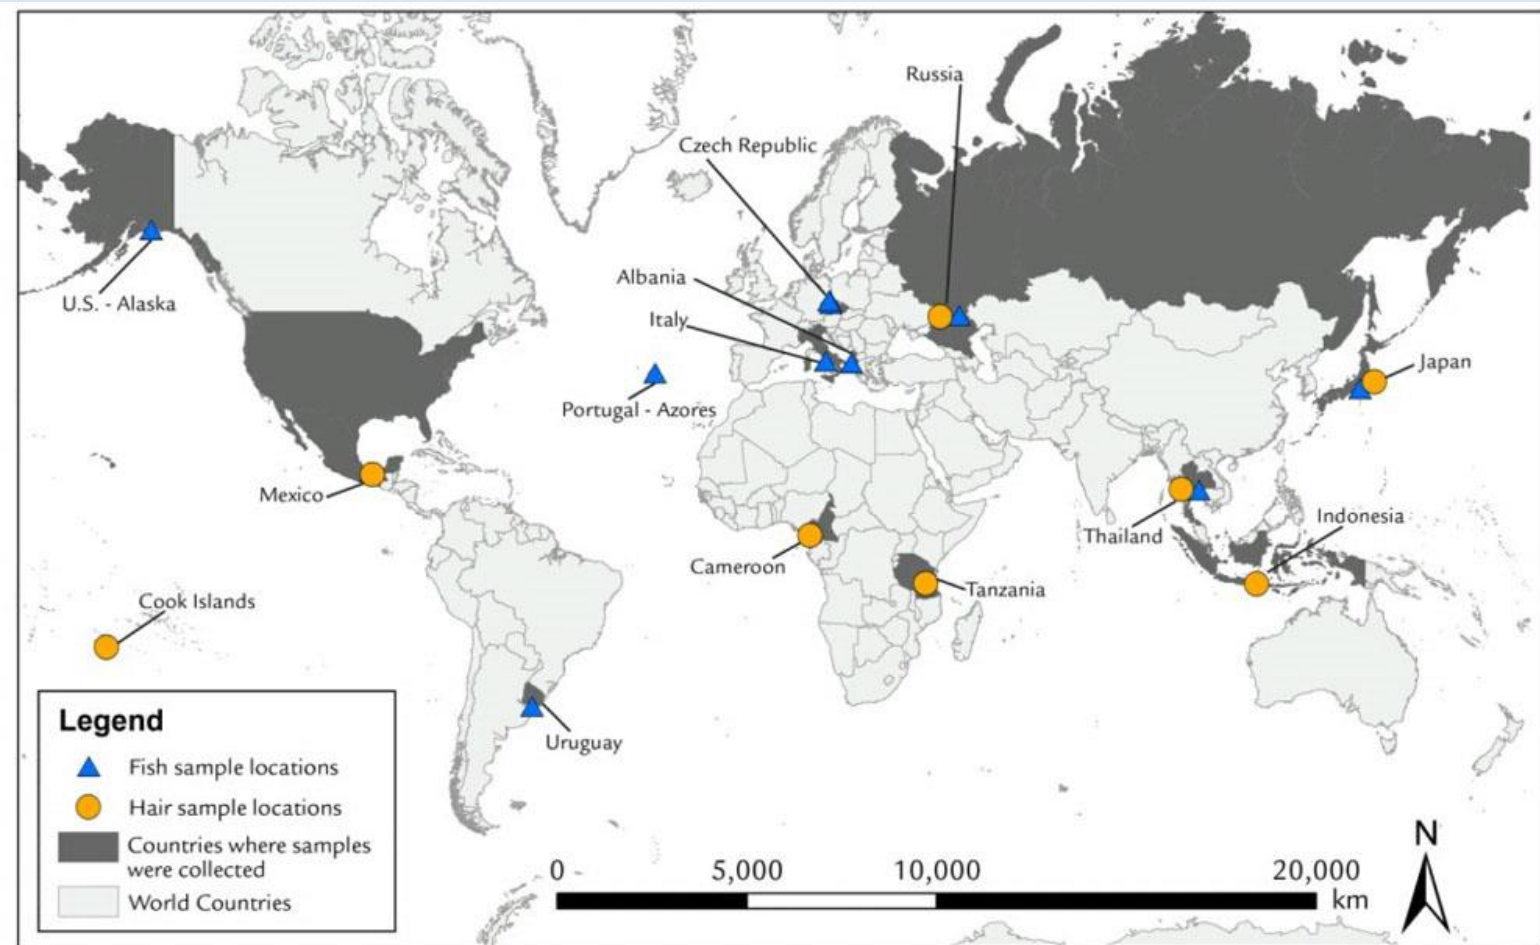 Russia
Czech Republic
Albania
U.S. - Alaska
Italy
Japan
Portugal - Azores
Mexico
Indonesia
Thailand
Cameroon
Tanzania
Cook Islands
Uruguay
Legend
Fish sample locations
Hair sample locations
Countries where samples
were collected
World Countries
0 5,000 10,000 20,000
km
N